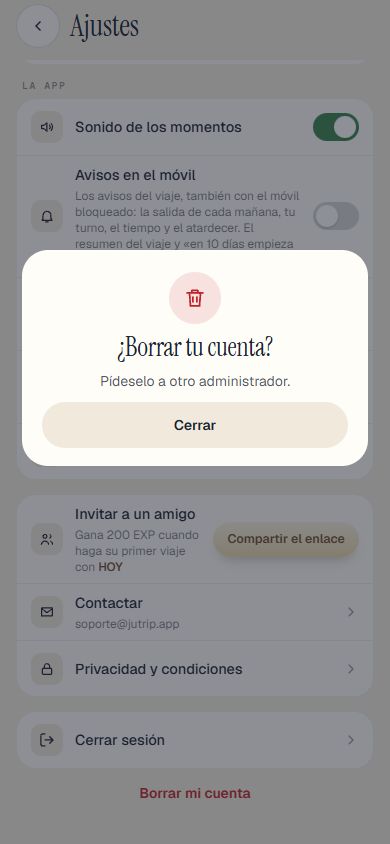 Ajustes
LA APP
Sonido de los momentos
Avisos en el móvil
Los avisos del viaje, también con el móvil
bloqueado: la salida de cada mañana, tu
turno, el tiempo y el atardecer. El
resumen del viaje y «en 10 días empieza
¿Borrar tu cuenta?
Pídeselo a otro administrador.
Cerrar
Invitar a un amigo
Gana 200 EXP cuando
haga su primer viaje
con HOY
Compartir el enlace
Contactar
soporte@jutrip.app
Privacidad y condiciones
Cerrar sesión
Borrar mi cuenta